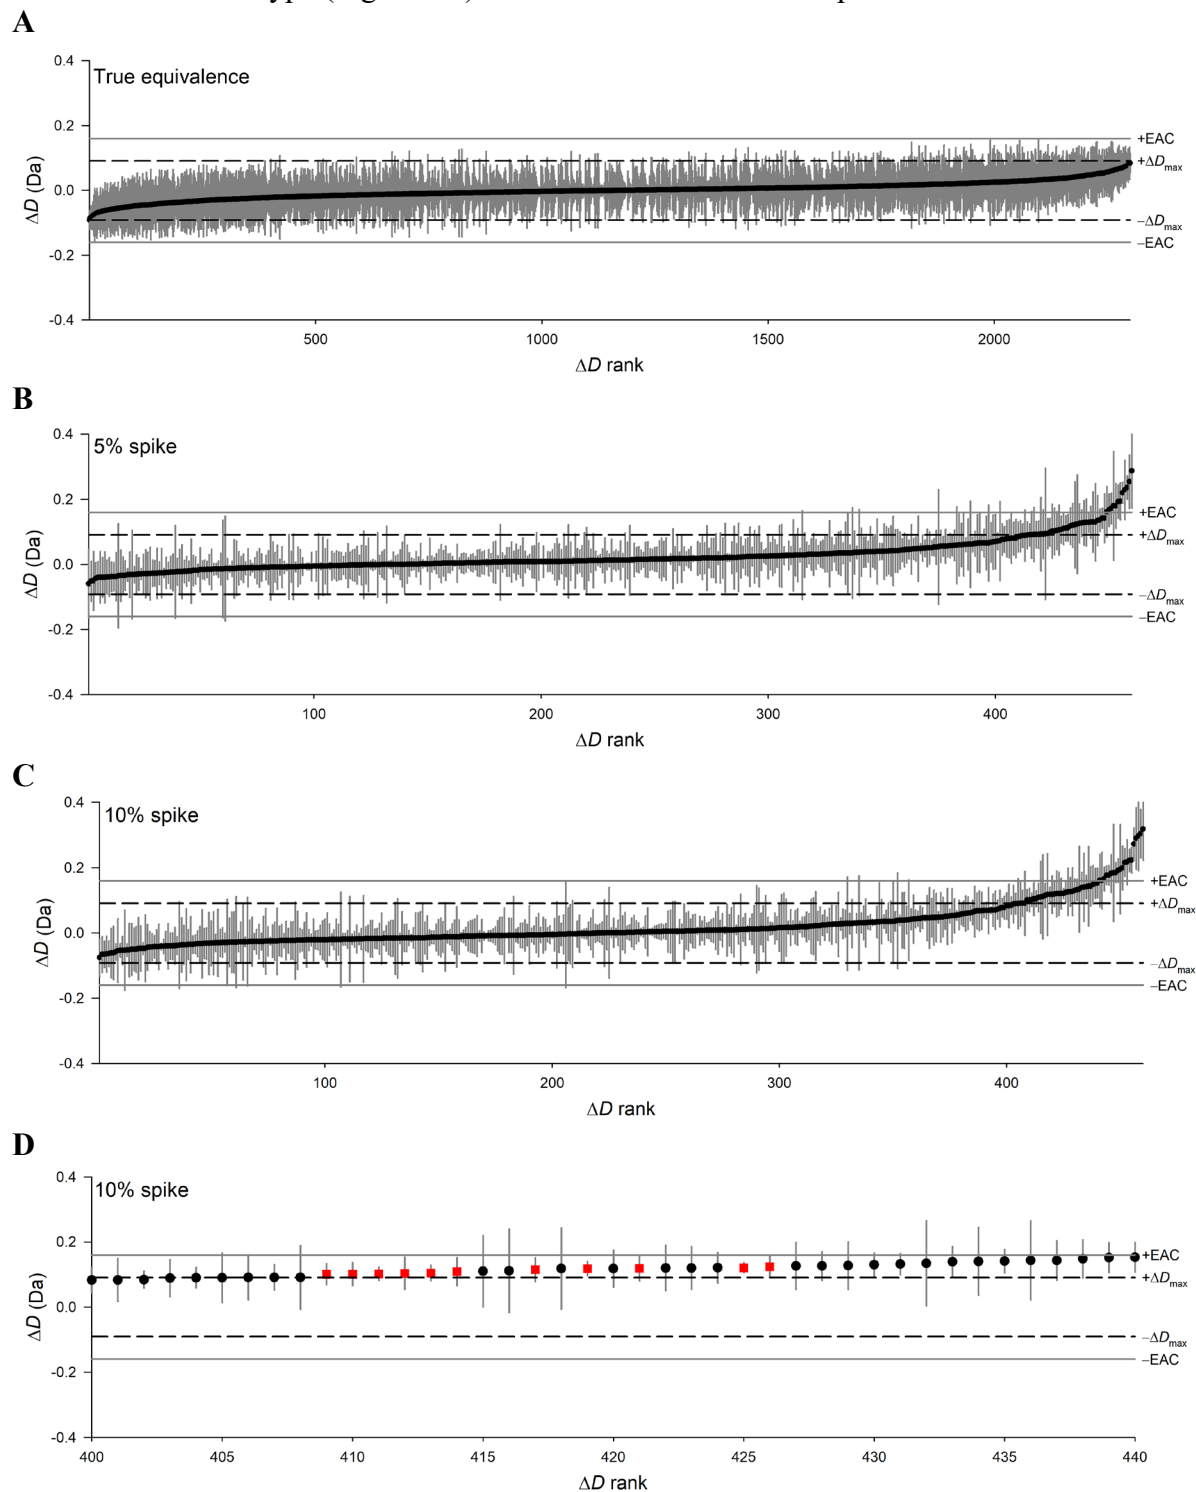 A
True equivalence
0.4
0.2
0.0
-0.2
-0.4
ΔD (Da)
+EAC
+ΔDmax
−ΔDmax
−EAC
500
1000
1500
2000
ΔD rank
B
5% spike
0.4
0.2
0.0
-0.2
-0.4
ΔD (Da)
+EAC
+ΔDmax
−ΔDmax
−EAC
100
200
300
400
ΔD rank
C
10% spike
0.4
0.2
0.0
-0.2
-0.4
ΔD (Da)
+EAC
+ΔDmax
−ΔDmax
−EAC
100
200
300
400
ΔD rank
D
10% spike
0.4
0.2
0.0
-0.2
-0.4
ΔD (Da)
+EAC
+ΔDmax
−ΔDmax
−EAC
400
405
410
415
420
425
430
435
440
ΔD rank